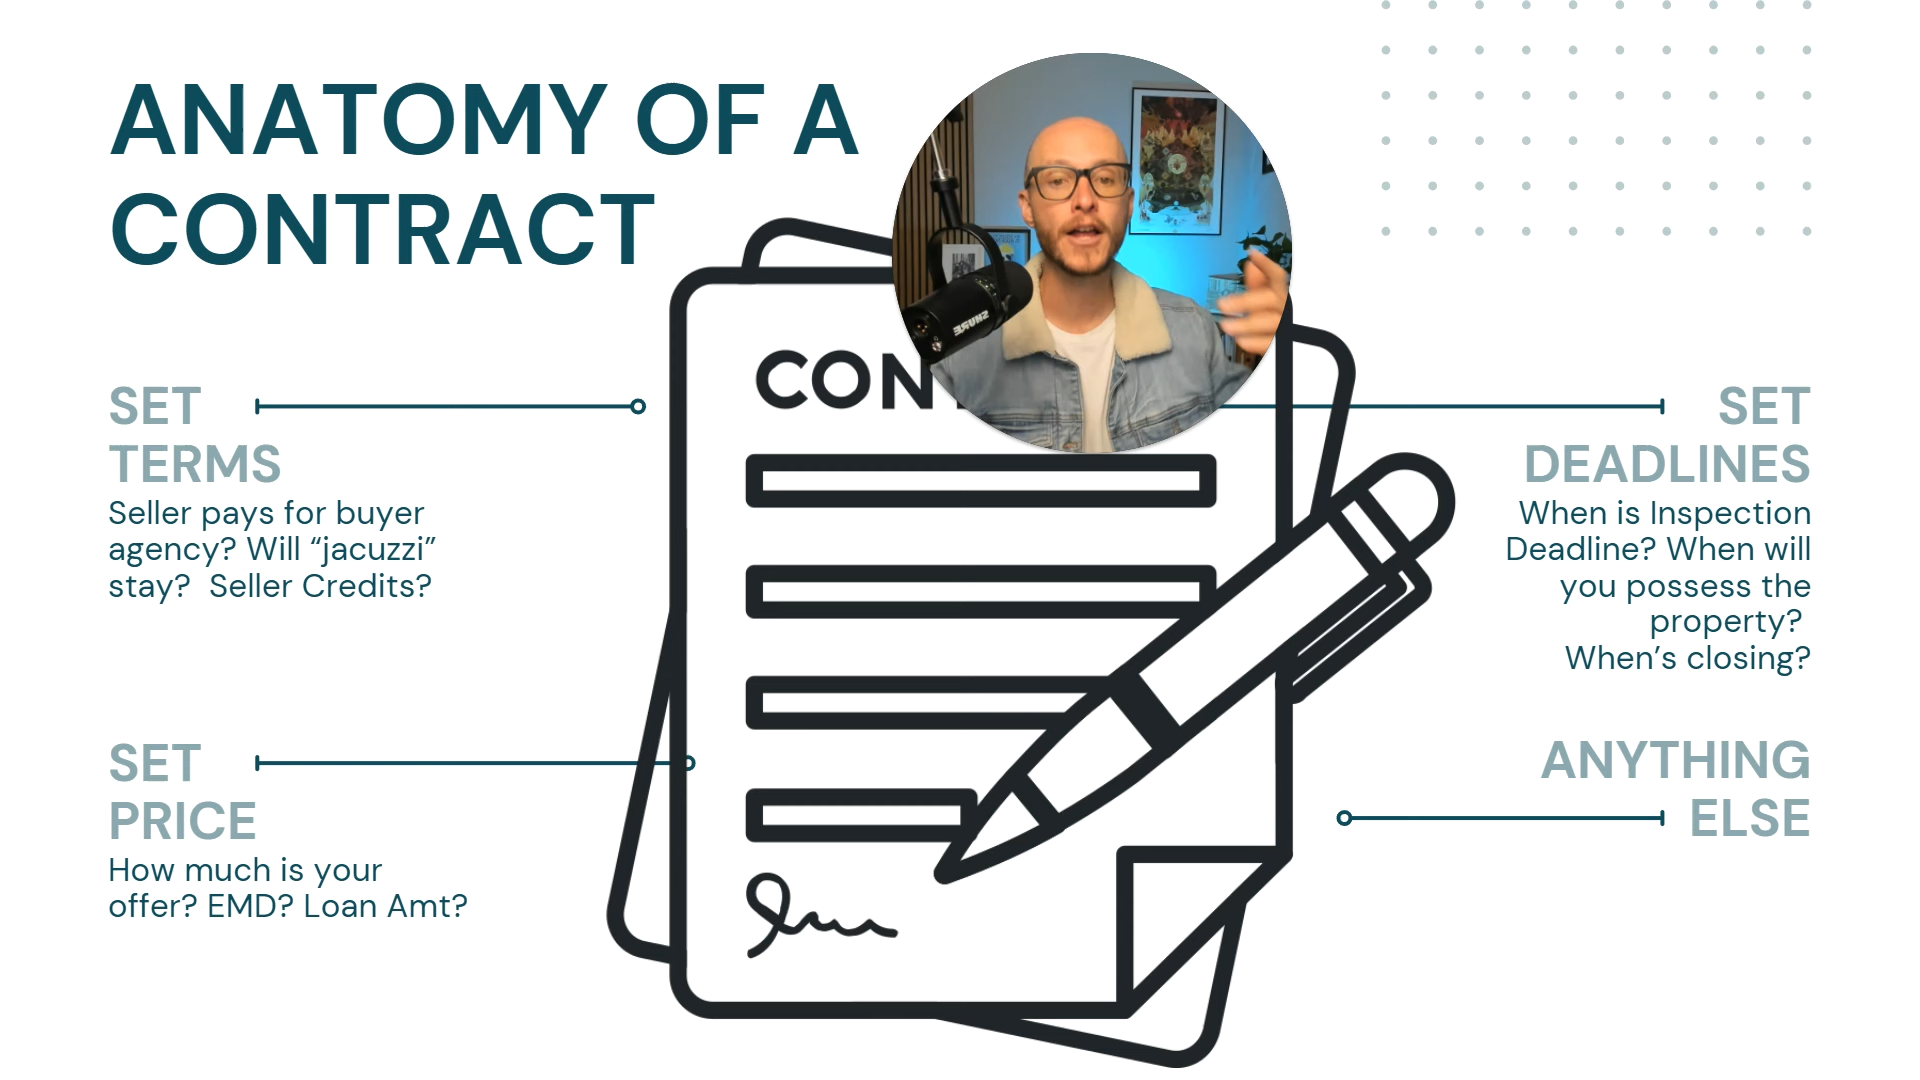 ANATOMY OF A
CONTRACT
CON
SHURE
SET
TERMS
Seller pays for buyer
agency? Will “jacuzzi”
stay?  Seller Credits?
SET
PRICE
How much is your
offer? EMD? Loan Amt?
SET
DEADLINES
When is Inspection
Deadline? When will
you possess the
property?
When’s closing?
ANYTHING
ELSE